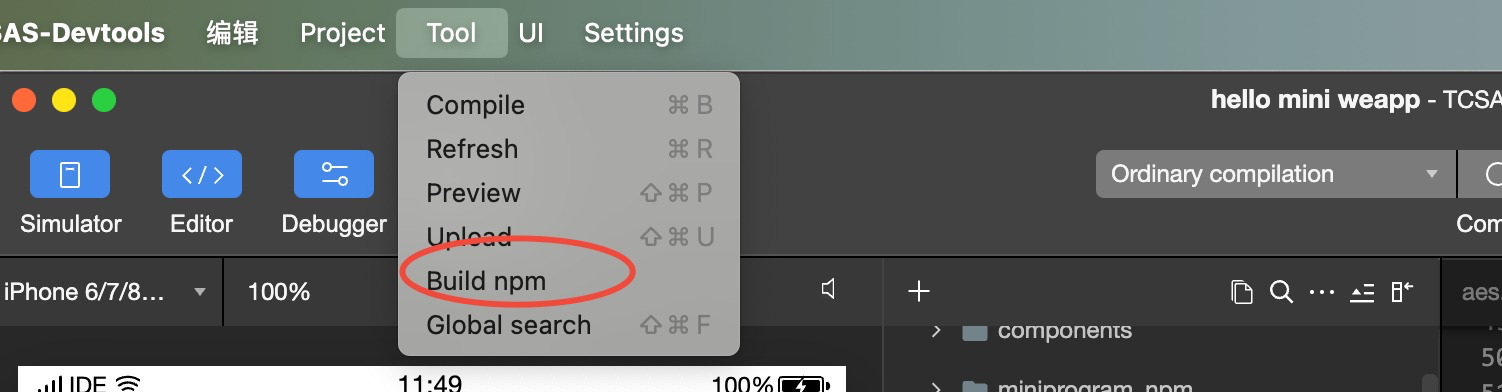 SAS-Devtools 编辑 Project Tool UI Settings
hello mini weapp - TCSA
Compile ⌘ B
Refresh ⌘ R
Preview ⇧ ⌘ P
Upload ⇧ ⌘ U
Build npm
Global search ⇧ ⌘ F
Simulator Editor Debugger
Ordinary compilation
Com
iPhone 6/7/8... 100%
aes.
components
50
miniprogram_npm
IDE 11:49 100%